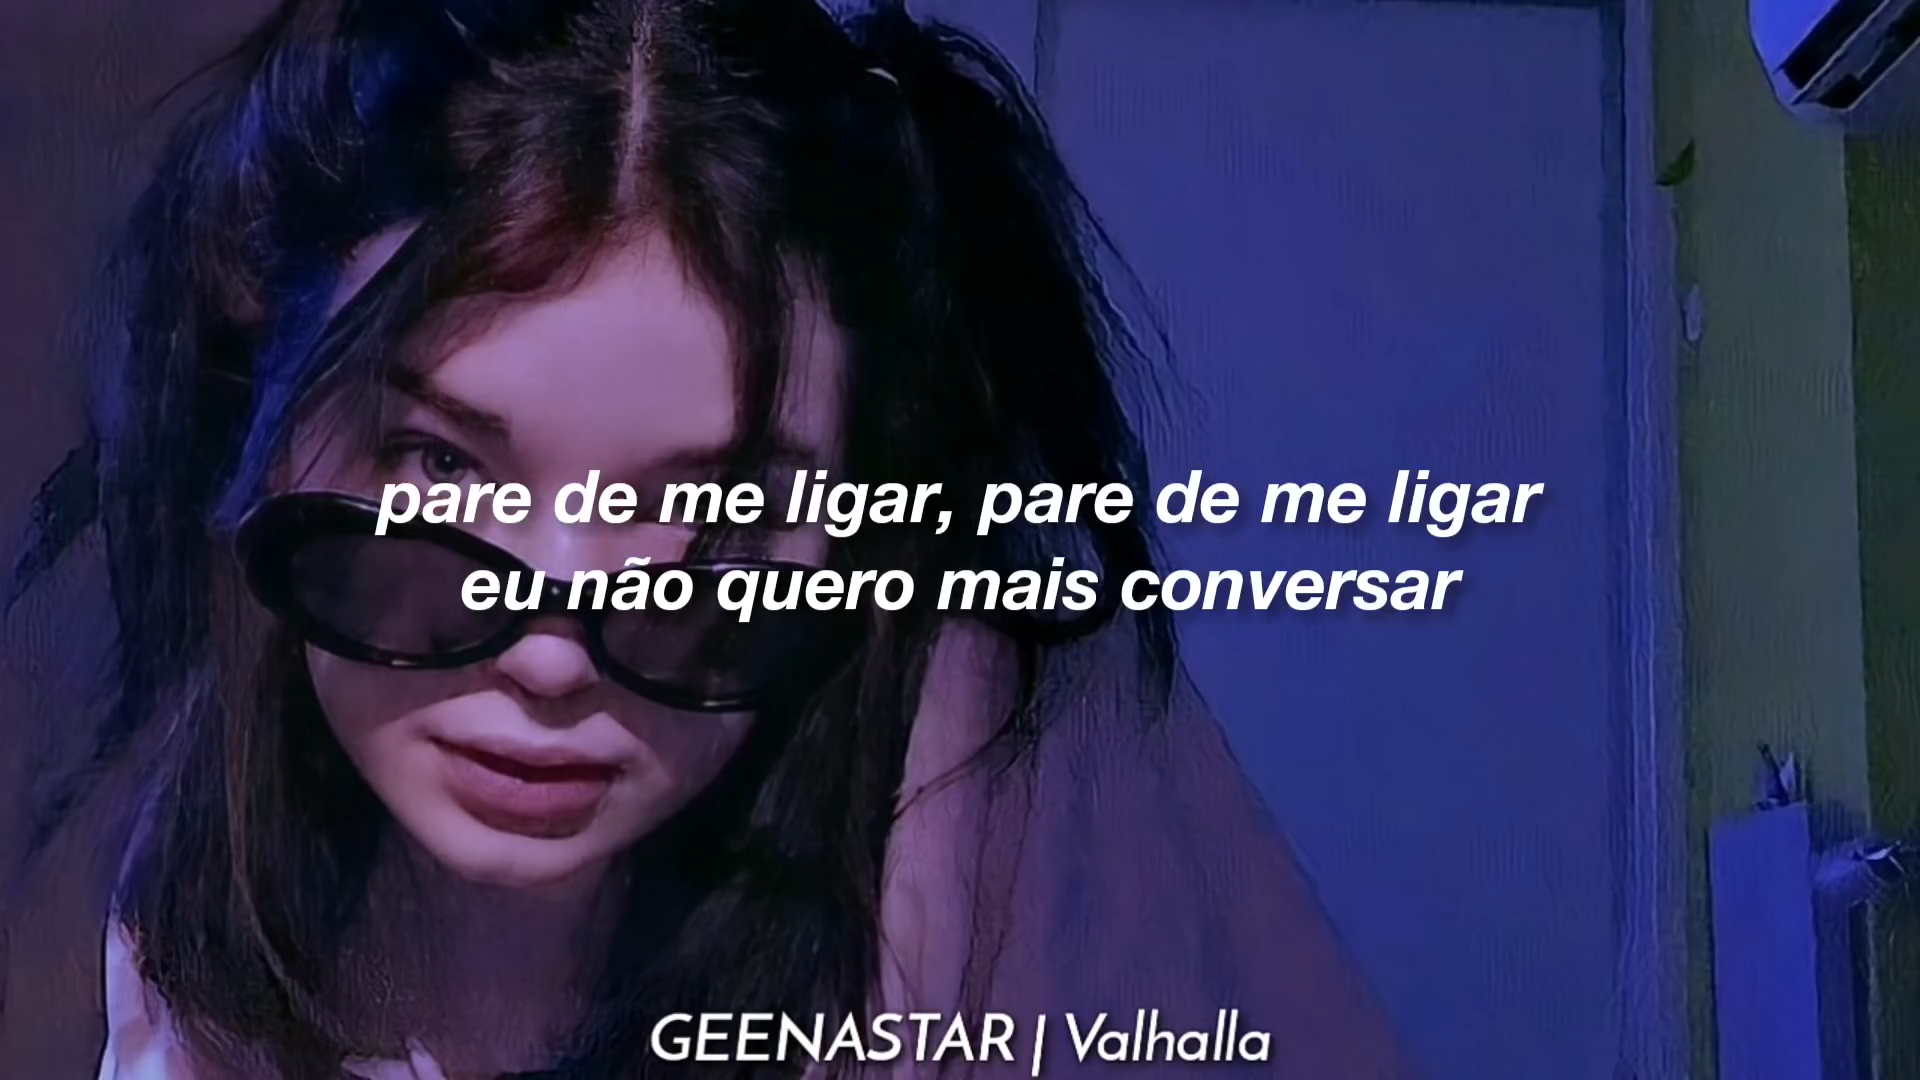 pare de me ligar, pare de me ligar
eu não quero mais conversar
GEENASTAR | Valhalla